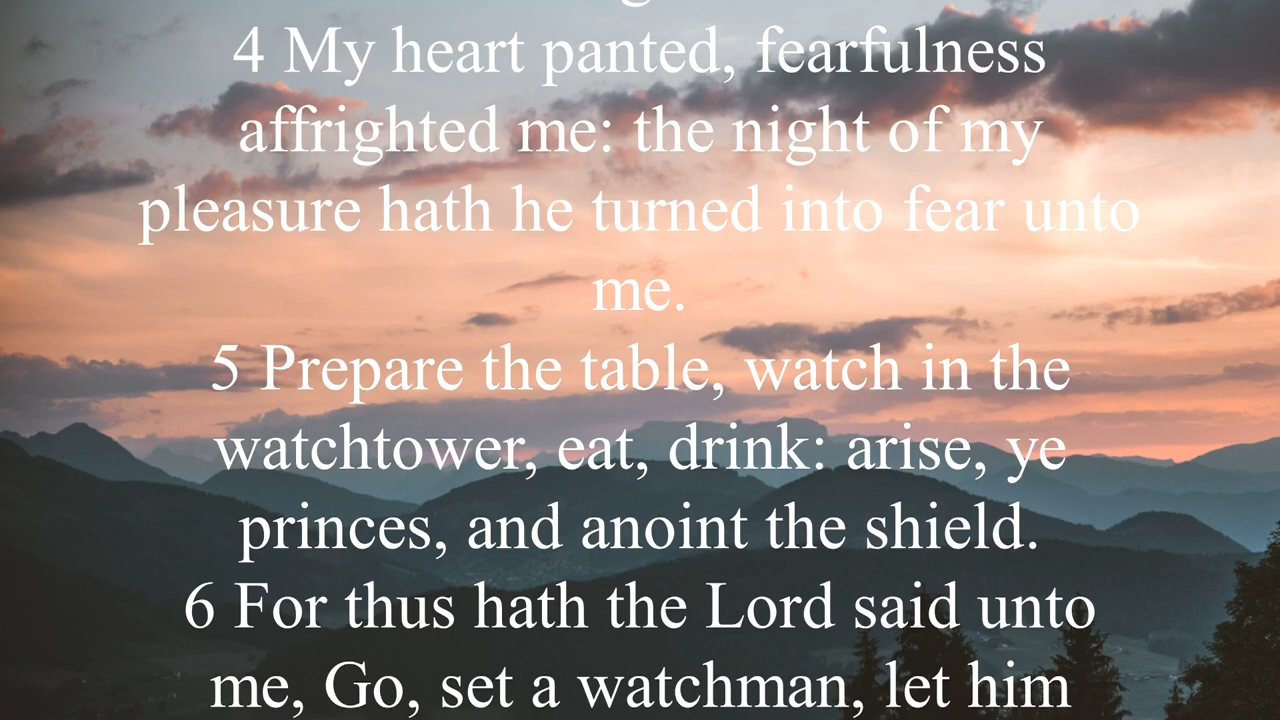 4 My heart panted, fearfulness
affrighted me: the night of my
pleasure hath he turned into fear unto
me.
5 Prepare the table, watch in the
watchtower, eat, drink: arise, ye
princes, and anoint the shield.
6 For thus hath the Lord said unto
me, Go, set a watchman, let him